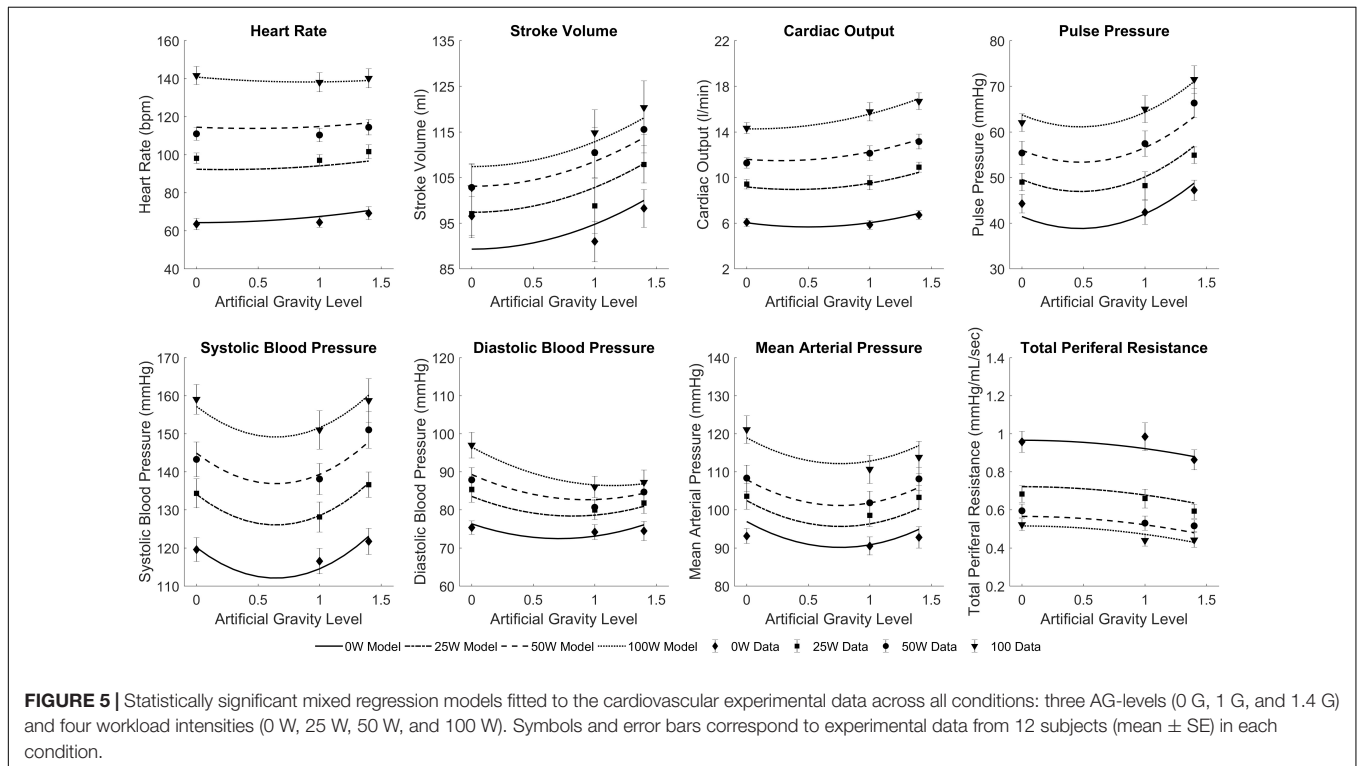 Heart Rate
160
140
120
100
80
60
40
Heart Rate (bpm)
0 0.5 1 1.5
Artificial Gravity Level
Stroke Volume
135
125
115
105
95
85
Stroke Volume (ml)
0 0.5 1 1.5
Artificial Gravity Level
Cardiac Output
22
18
14
10
6
2
Cardiac Output (l/min)
0 0.5 1 1.5
Artificial Gravity Level
Pulse Pressure
80
70
60
50
40
30
Pulse Pressure (mmHg)
0 0.5 1 1.5
Artificial Gravity Level
Systolic Blood Pressure
170
160
150
140
130
120
110
Systolic Blood Pressure (mmHg)
0 0.5 1 1.5
Artificial Gravity Level
Diastolic Blood Pressure
120
110
100
90
80
70
60
Diastolic Blood Pressure (mmHg)
0 0.5 1 1.5
Artificial Gravity Level
Mean Arterial Pressure
140
130
120
110
100
90
80
Mean Arterial Pressure (mmHg)
0 0.5 1 1.5
Artificial Gravity Level
Total Periferal Resistance
1.4
1.2
1
0.8
0.6
0.4
0.2
Total Periferal Resistance (mmHg/mL/sec)
0 0.5 1 1.5
Artificial Gravity Level
0W Model 25W Model 50W Model 100W Model 0W Data 25W Data 50W Data 100 Data
FIGURE 5 | Statistically significant mixed regression models fitted to the cardiovascular experimental data across all conditions: three AG-levels (0 G, 1 G, and 1.4 G)
and four workload intensities (0 W, 25 W, 50 W, and 100 W). Symbols and error bars correspond to experimental data from 12 subjects (mean ± SE) in each
condition.